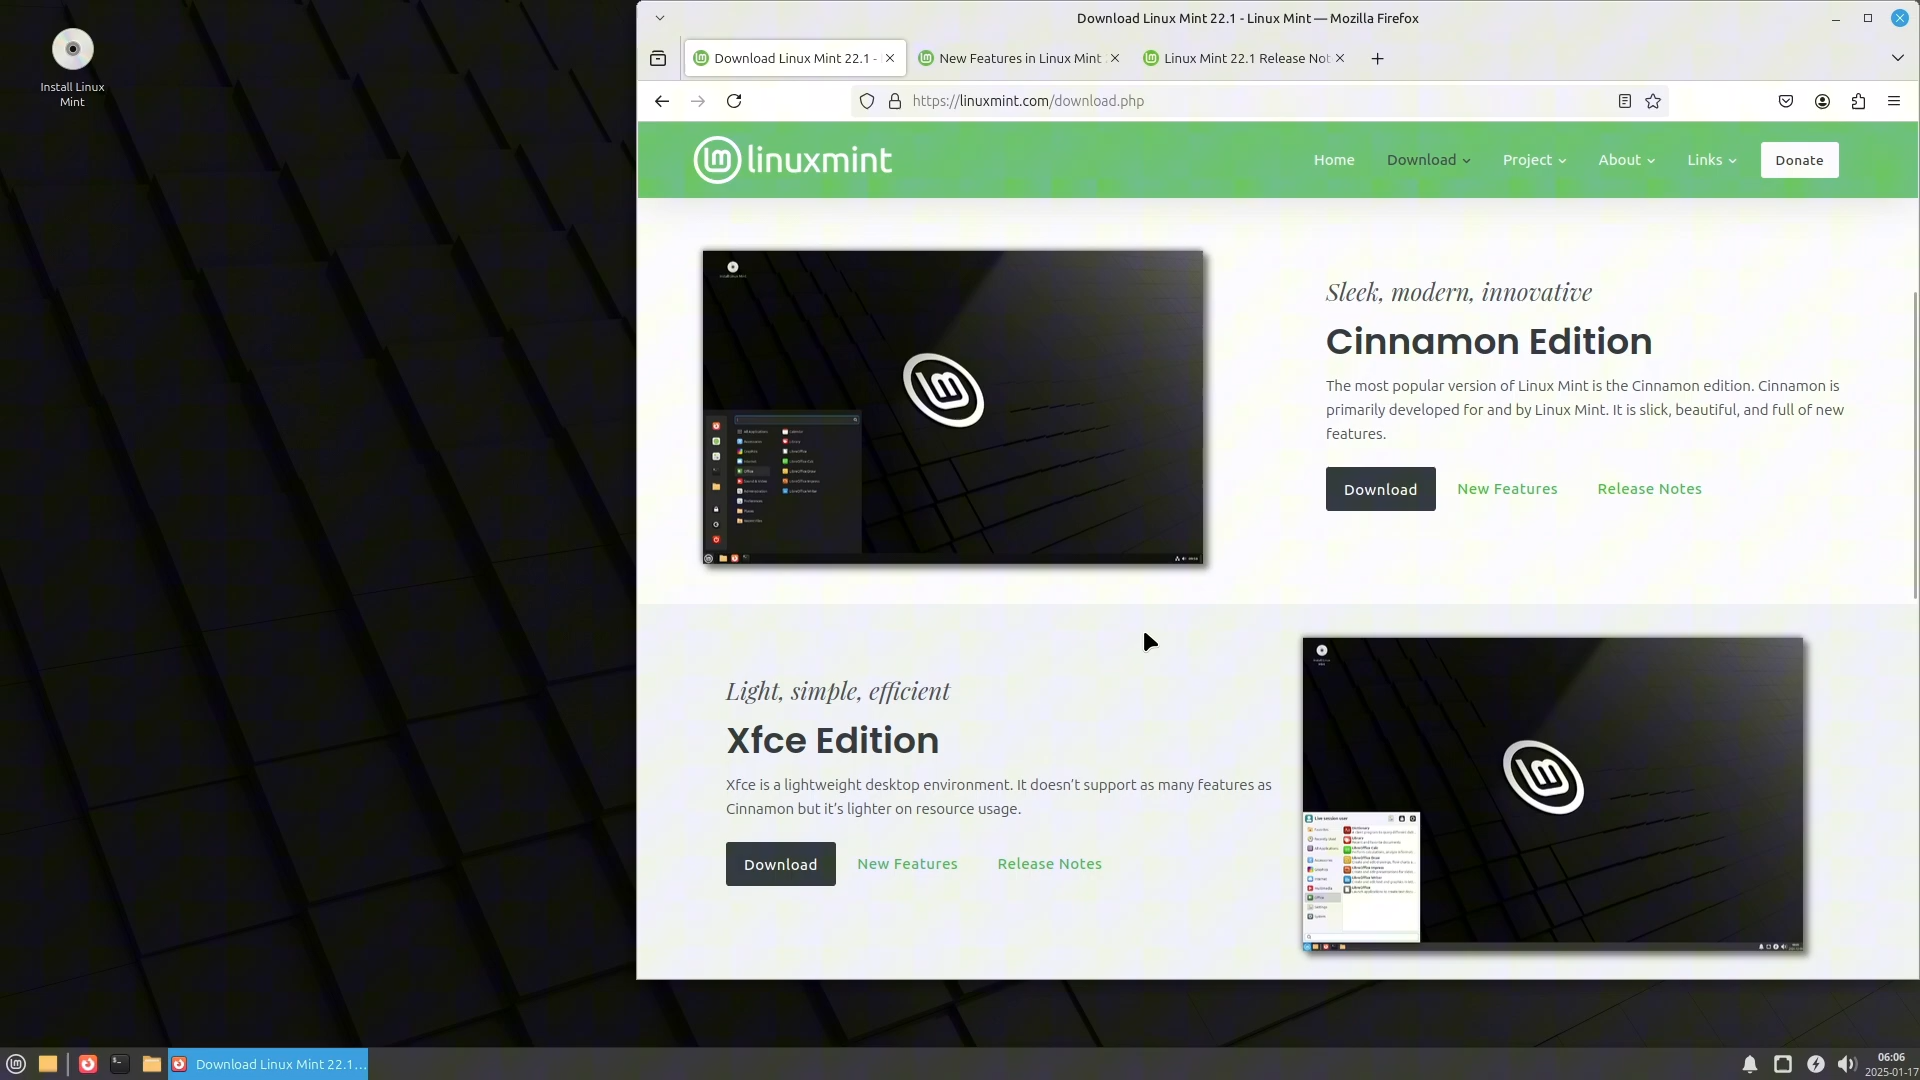 Install Linux
Mint
Download Linux Mint 22.1 - Linux Mint — Mozilla Firefox
Download Linux Mint 22.1 -
New Features in Linux Mint
Linux Mint 22.1 Release Not
https://linuxmint.com/download.php
linuxmint
Home
Download
Project
About
Links
Donate
Sleek, modern, innovative
Cinnamon Edition
The most popular version of Linux Mint is the Cinnamon edition. Cinnamon is
primarily developed for and by Linux Mint. It is slick, beautiful, and full of new
features.
Download
New Features
Release Notes
Light, simple, efficient
Xfce Edition
Xfce is a lightweight desktop environment. It doesn’t support as many features as
Cinnamon but it’s lighter on resource usage.
Download
New Features
Release Notes
Download Linux Mint 22.1...
06:06
2025-01-17